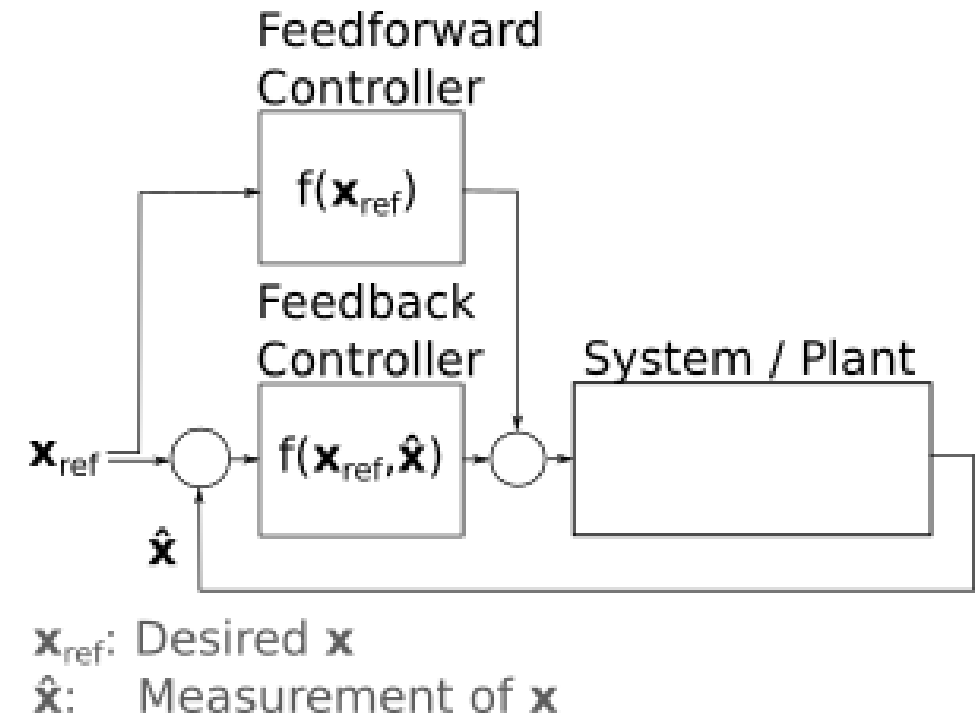 Feedforward
Controller
f(x_ref)
Feedback
Controller
System / Plant
x_ref
f(x_ref,x̂)
x̂
x_ref: Desired x
x̂: Measurement of x